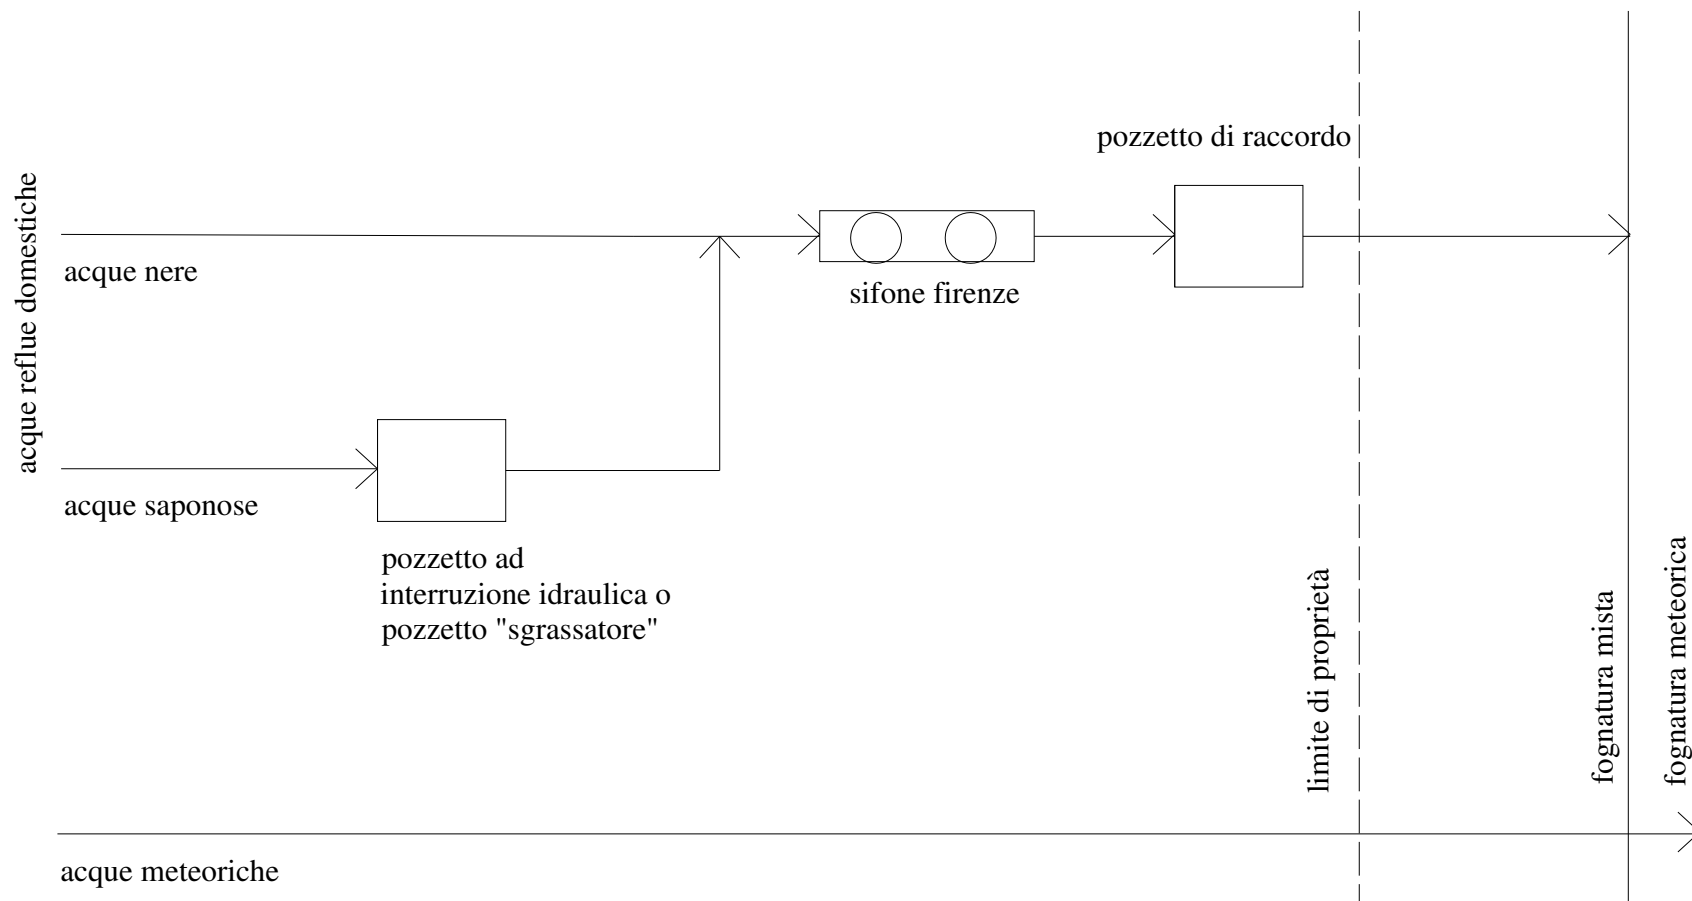 pozzetto di raccordo
acque reflue domestiche
acque nere
sifone firenze
acque saponose
pozzetto ad
interruzione idraulica o
pozzetto "sgrassatore"
limite di proprietà
fognatura mista
fognatura meteorica
acque meteoriche